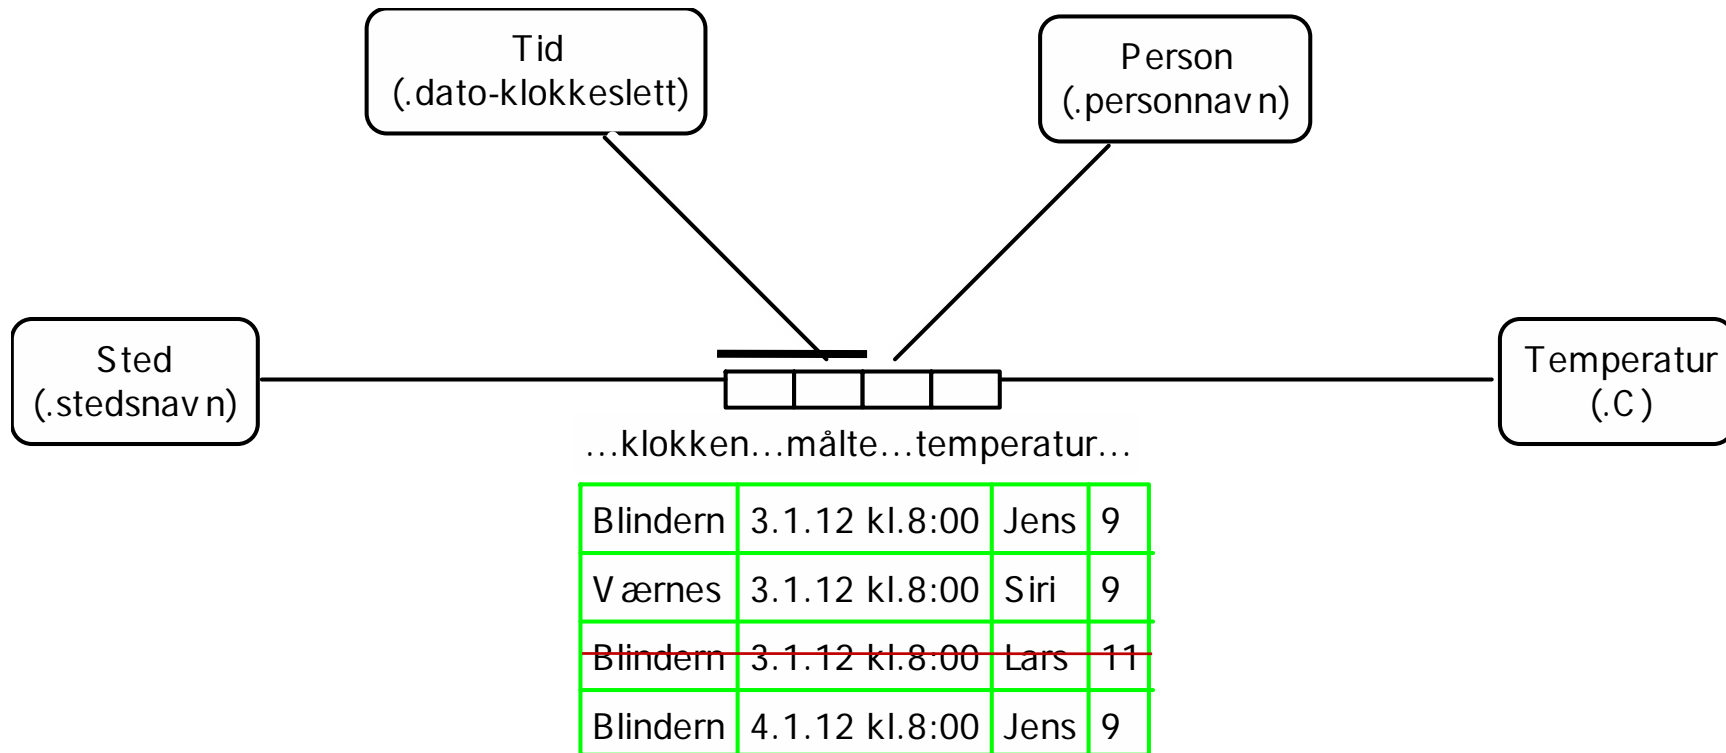 Tid
(.dato-klokkeslett)
Person
(.personnavn)
Sted
(.stedsnavn)
Temperatur
(.C)
...klokken...målte...temperatur...
Blindern 3.1.12 kl.8:00 Jens 9
Værnes 3.1.12 kl.8:00 Siri 9
Blindern 3.1.12 kl.8:00 Lars 11
Blindern 4.1.12 kl.8:00 Jens 9